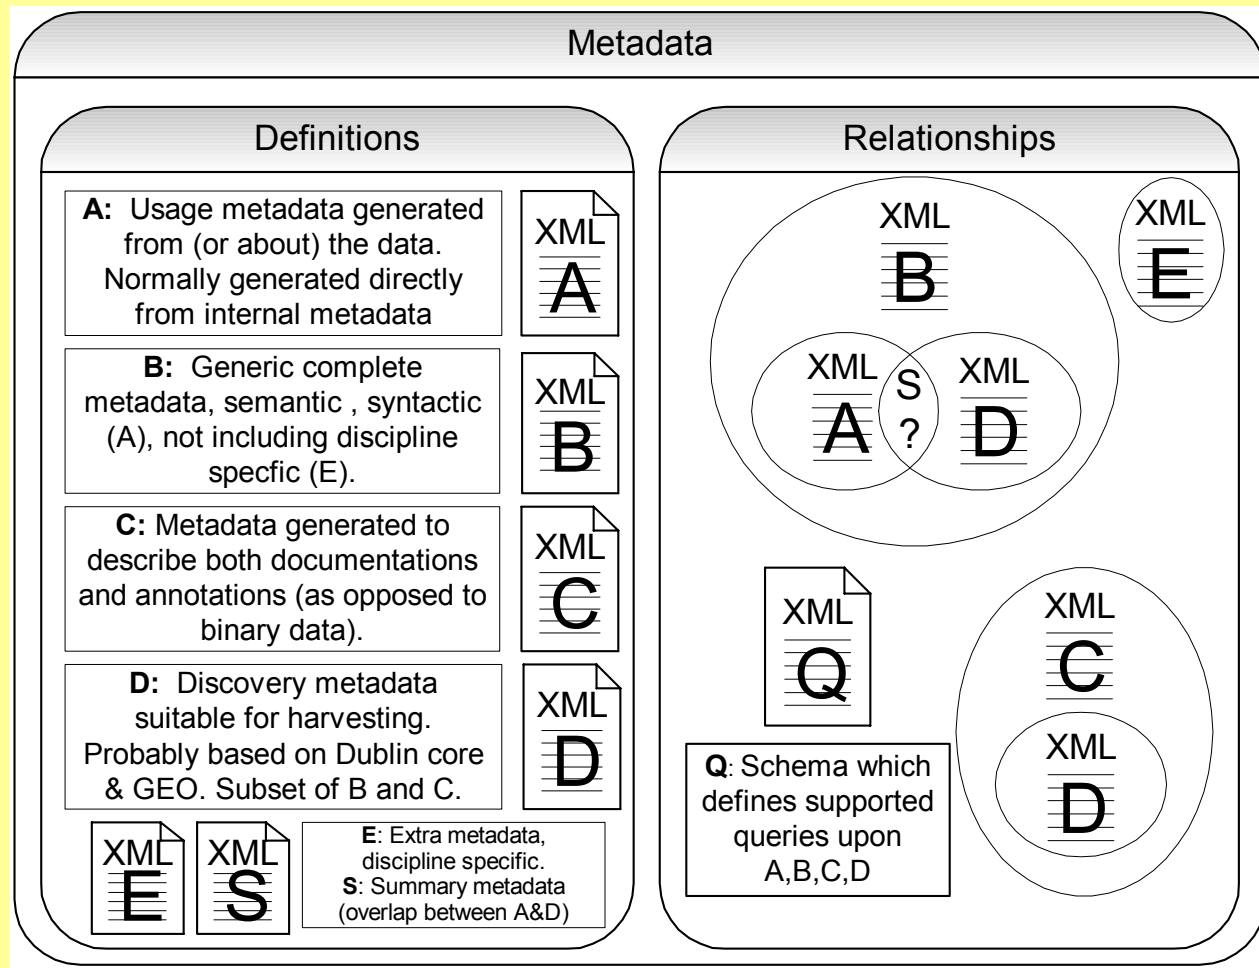 Metadata
Definitions
A: Usage metadata generated
from (or about) the data.
Normally generated directly
from internal metadata
XML
A
B: Generic complete
metadata, semantic , syntactic
(A), not including discipline
specfic (E).
XML
B
C: Metadata generated to
describe both documentations
and annotations (as opposed to
binary data).
XML
C
D: Discovery metadata
suitable for harvesting.
Probably based on Dublin core
& GEO. Subset of B and C.
XML
D
XML
E
XML
S
E: Extra metadata,
discipline specific.
S: Summary metadata
(overlap between A&D)
Relationships
XML
B
XML
E
XML
A
S
?
XML
D
XML
Q
Q: Schema which
defines supported
queries upon
A,B,C,D
XML
C
XML
D